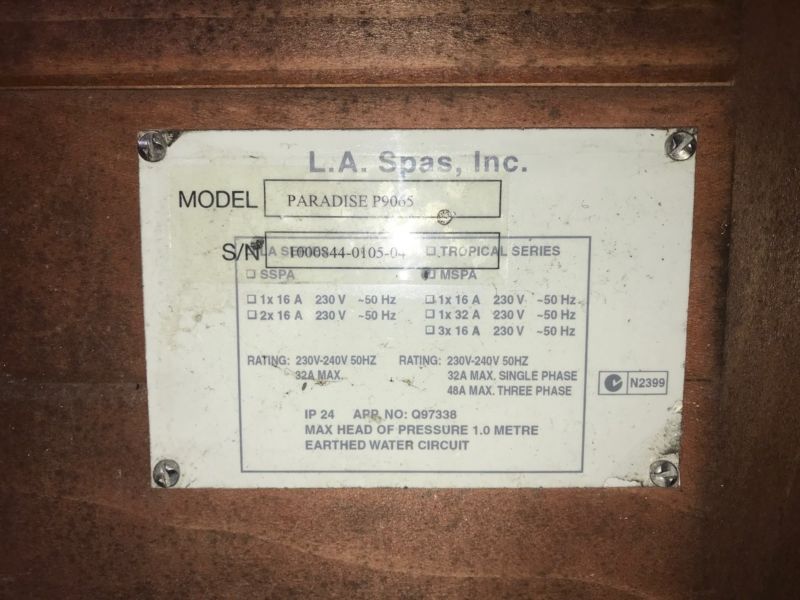 L.A. Spas, Inc.
MODEL PARADISE P9065
S/N 1000844-0105-04
LA SERIES ☐ TROPICAL SERIES
☐ SSPA MSPA
☐ 1x 16 A 230 V ~50 Hz ☐ 1x 16 A 230 V ~50 Hz
☐ 2x 16 A 230 V ~50 Hz ☐ 1x 32 A 230 V ~50 Hz
☐ 3x 16 A 230 V ~50 Hz
RATING: 230V-240V 50HZ RATING: 230V-240V 50HZ
32A MAX. 32A MAX. SINGLE PHASE
48A MAX. THREE PHASE
N2399
IP 24 APP. NO: Q97338
MAX HEAD OF PRESSURE 1.0 METRE
EARTHED WATER CIRCUIT